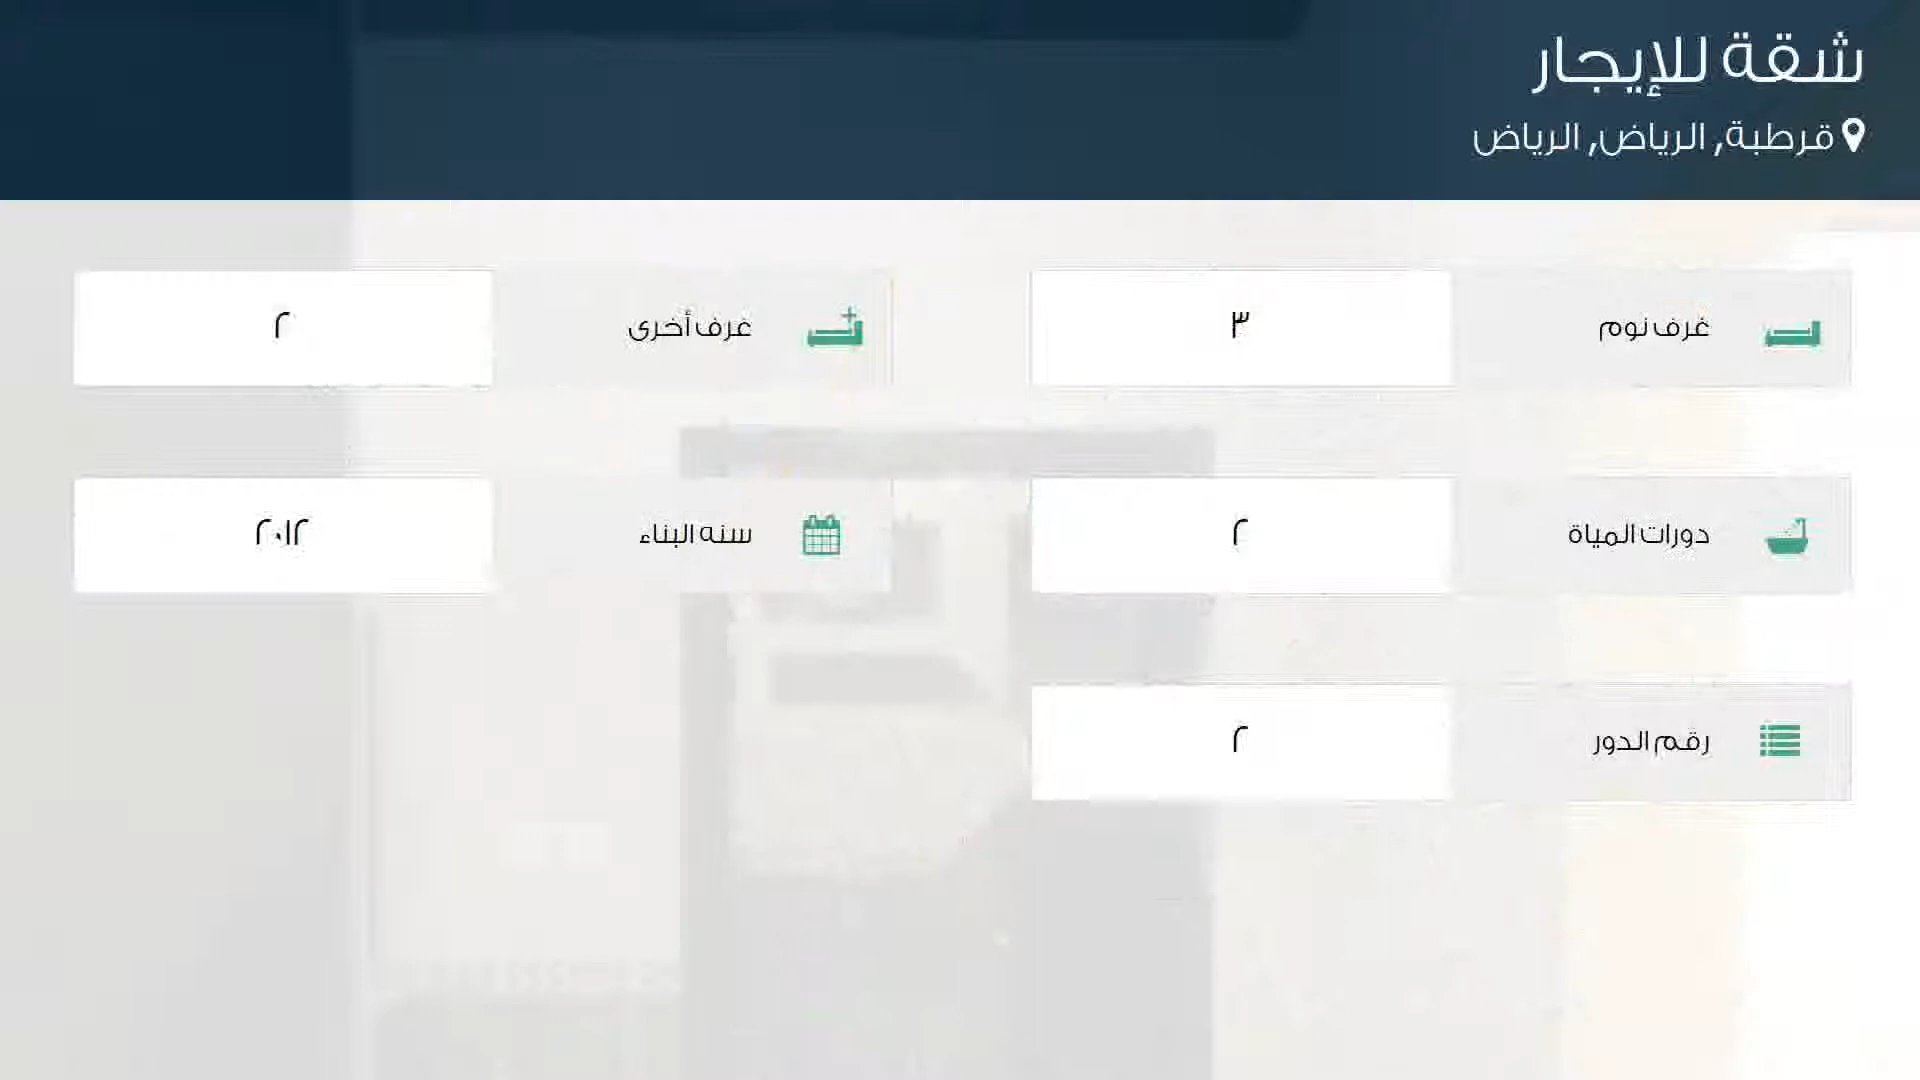 شقة للإيجار
قرطبة, الرياض, الرياض
غرف نوم ٣
غرف أخرى ٢
دورات المياة ٢
سنه البناء ٢٠١٢
رقم الدور ٢